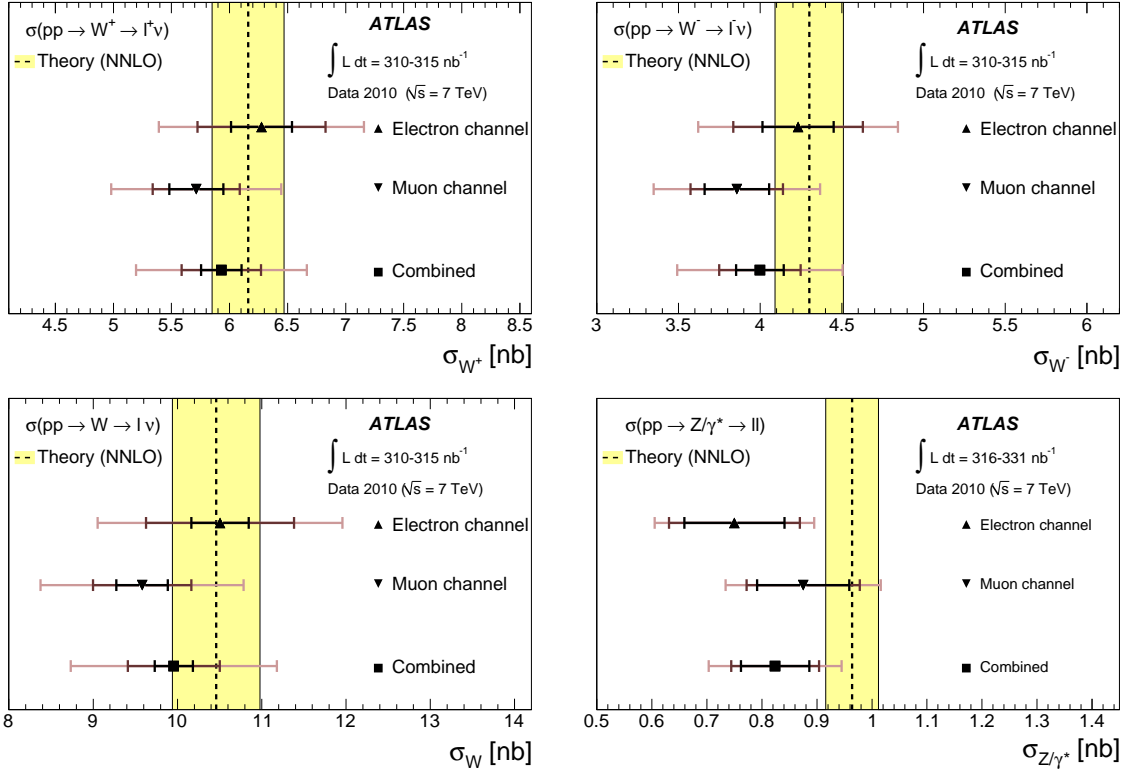 σ(pp → W⁺ → l⁺ν)
Theory (NNLO)
ATLAS
∫ L dt = 310-315 nb⁻¹
Data 2010 (√s = 7 TeV)
Electron channel
Muon channel
Combined
4.5 5 5.5 6 6.5 7 7.5 8 8.5
σ_W⁺ [nb]
σ(pp → W⁻ → l⁻ν)
Theory (NNLO)
ATLAS
∫ L dt = 310-315 nb⁻¹
Data 2010 (√s = 7 TeV)
Electron channel
Muon channel
Combined
3 3.5 4 4.5 5 5.5 6
σ_W⁻ [nb]
σ(pp → W → l ν)
Theory (NNLO)
ATLAS
∫ L dt = 310-315 nb⁻¹
Data 2010 (√s = 7 TeV)
Electron channel
Muon channel
Combined
8 9 10 11 12 13 14
σ_W [nb]
σ(pp → Z/γ* → ll)
Theory (NNLO)
ATLAS
∫ L dt = 316-331 nb⁻¹
Data 2010 (√s = 7 TeV)
Electron channel
Muon channel
Combined
0.5 0.6 0.7 0.8 0.9 1 1.1 1.2 1.3 1.4
σ_Z/γ* [nb]